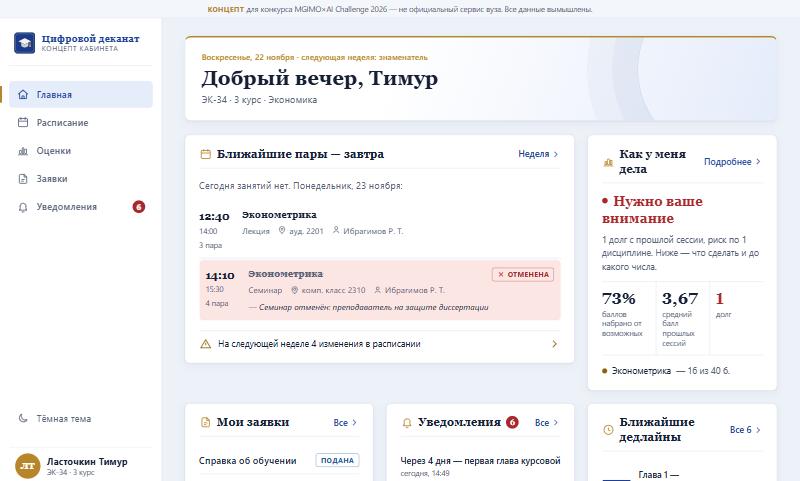 КОНЦЕПТ для конкурса MGIMO×AI Challenge 2026 — не официальный сервис вуза. Все данные вымышлены.
Цифровой деканат
КОНЦЕПТ КАБИНЕТА
Главная
Расписание
Оценки
Заявки
Уведомления 6
Тёмная тема
ЛТ
Ласточкин Тимур
ЭК-34 · 3 курс
Воскресенье, 22 ноября · следующая неделя: знаменатель
Добрый вечер, Тимур
ЭК-34 · 3 курс · Экономика
Ближайшие пары — завтра
Неделя
Сегодня занятий нет. Понедельник, 23 ноября:
12:40 Эконометрика
14:00 Лекция ауд. 2201 Ибрагимов Р. Т.
3 пара
14:10 Эконометрика × ОТМЕНЕНА
15:30 Семинар комп. класс 2310 Ибрагимов Р. Т.
4 пара — Семинар отменён: преподаватель на защите диссертации
На следующей неделе 4 изменения в расписании
Как у меня
дела
Подробнее
Нужно ваше
внимание
1 долг с прошлой сессии, риск по 1
дисциплине. Ниже — что сделать и до
какого числа.
73%
баллов
набрано от
возможных
3,67
средний
балл
прошлых
сессий
1
долг
Эконометрика — 16 из 40 б.
Мои заявки
Все
Справка об обучении ПОДАНА
Уведомления 6
Все
Через 4 дня — первая глава курсовой
сегодня, 14:49
Ближайшие
дедлайны
Все 6
Глава 1 —